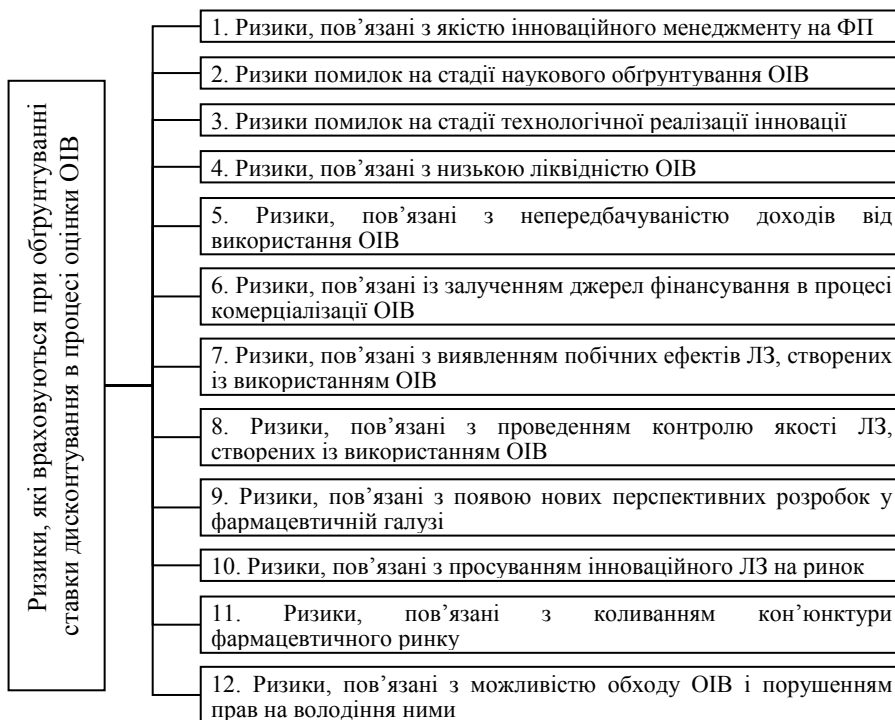 Ризики, які враховуються при обґрунтуванні
ставки дисконтування в процесі оцінки ОІВ
1. Ризики, пов’язані з якістю інноваційного менеджменту на ФП
2. Ризики помилок на стадії наукового обґрунтування ОІВ
3. Ризики помилок на стадії технологічної реалізації інновації
4. Ризики, пов’язані з низькою ліквідністю ОІВ
5. Ризики, пов’язані з непередбачуваністю доходів від
використання ОІВ
6. Ризики, пов’язані із залученням джерел фінансування в процесі
комерціалізації ОІВ
7. Ризики, пов’язані з виявленням побічних ефектів ЛЗ, створених
із використанням ОІВ
8. Ризики, пов’язані з проведенням контролю якості ЛЗ,
створених із використанням ОІВ
9. Ризики, пов’язані з появою нових перспективних розробок у
фармацевтичній галузі
10. Ризики, пов’язані з просуванням інноваційного ЛЗ на ринок
11. Ризики, пов’язані з коливанням кон’юнктури
фармацевтичного ринку
12. Ризики, пов’язані з можливістю обходу ОІВ і порушенням
прав на володіння ними